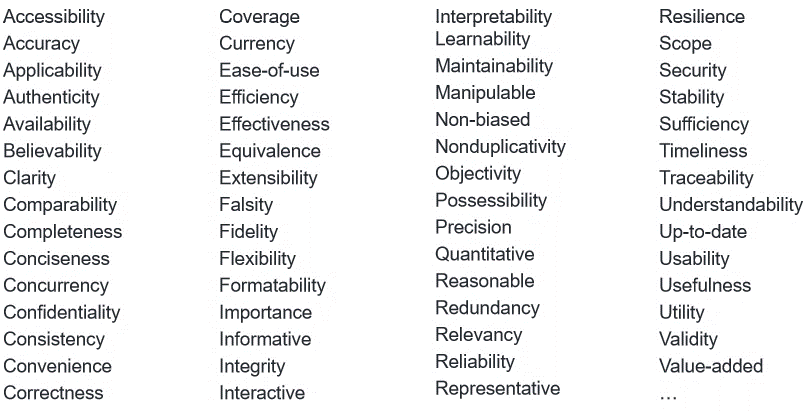 Accessibility
Accuracy
Applicability
Authenticity
Availability
Believability
Clarity
Comparability
Completeness
Conciseness
Concurrency
Confidentiality
Consistency
Convenience
Correctness
Coverage
Currency
Ease-of-use
Efficiency
Effectiveness
Equivalence
Extensibility
Falsity
Fidelity
Flexibility
Formatability
Importance
Informative
Integrity
Interactive
Interpretability
Learnability
Maintainability
Manipulable
Non-biased
Nonduplicativity
Objectivity
Possessibility
Precision
Quantitative
Reasonable
Redundancy
Relevancy
Reliability
Representative
Resilience
Scope
Security
Stability
Sufficiency
Timeliness
Traceability
Understandability
Up-to-date
Usability
Usefulness
Utility
Validity
Value-added
…